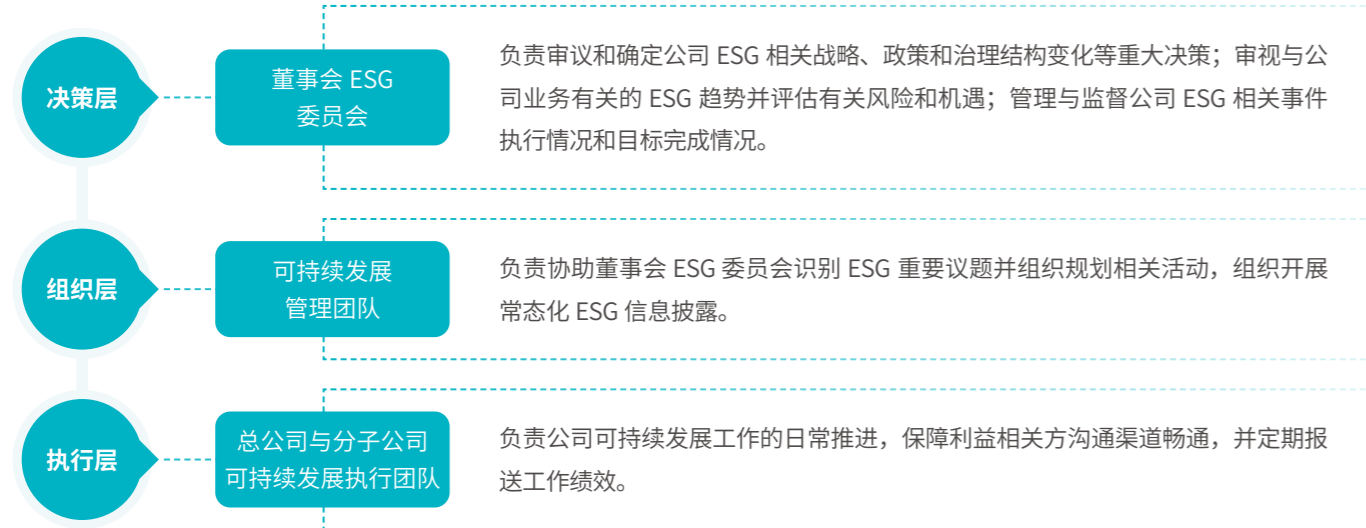 决策层
董事会 ESG
委员会
负责审议和确定公司 ESG 相关战略、政策和治理结构变化等重大决策；审视与公
司业务有关的 ESG 趋势并评估有关风险和机遇；管理与监督公司 ESG 相关事件
执行情况和目标完成情况。
组织层
可持续发展
管理团队
负责协助董事会 ESG 委员会识别 ESG 重要议题并组织规划相关活动，组织开展
常态化 ESG 信息披露。
执行层
总公司与分子公司
可持续发展执行团队
负责公司可持续发展工作的日常推进，保障利益相关方沟通渠道畅通，并定期报
送工作绩效。